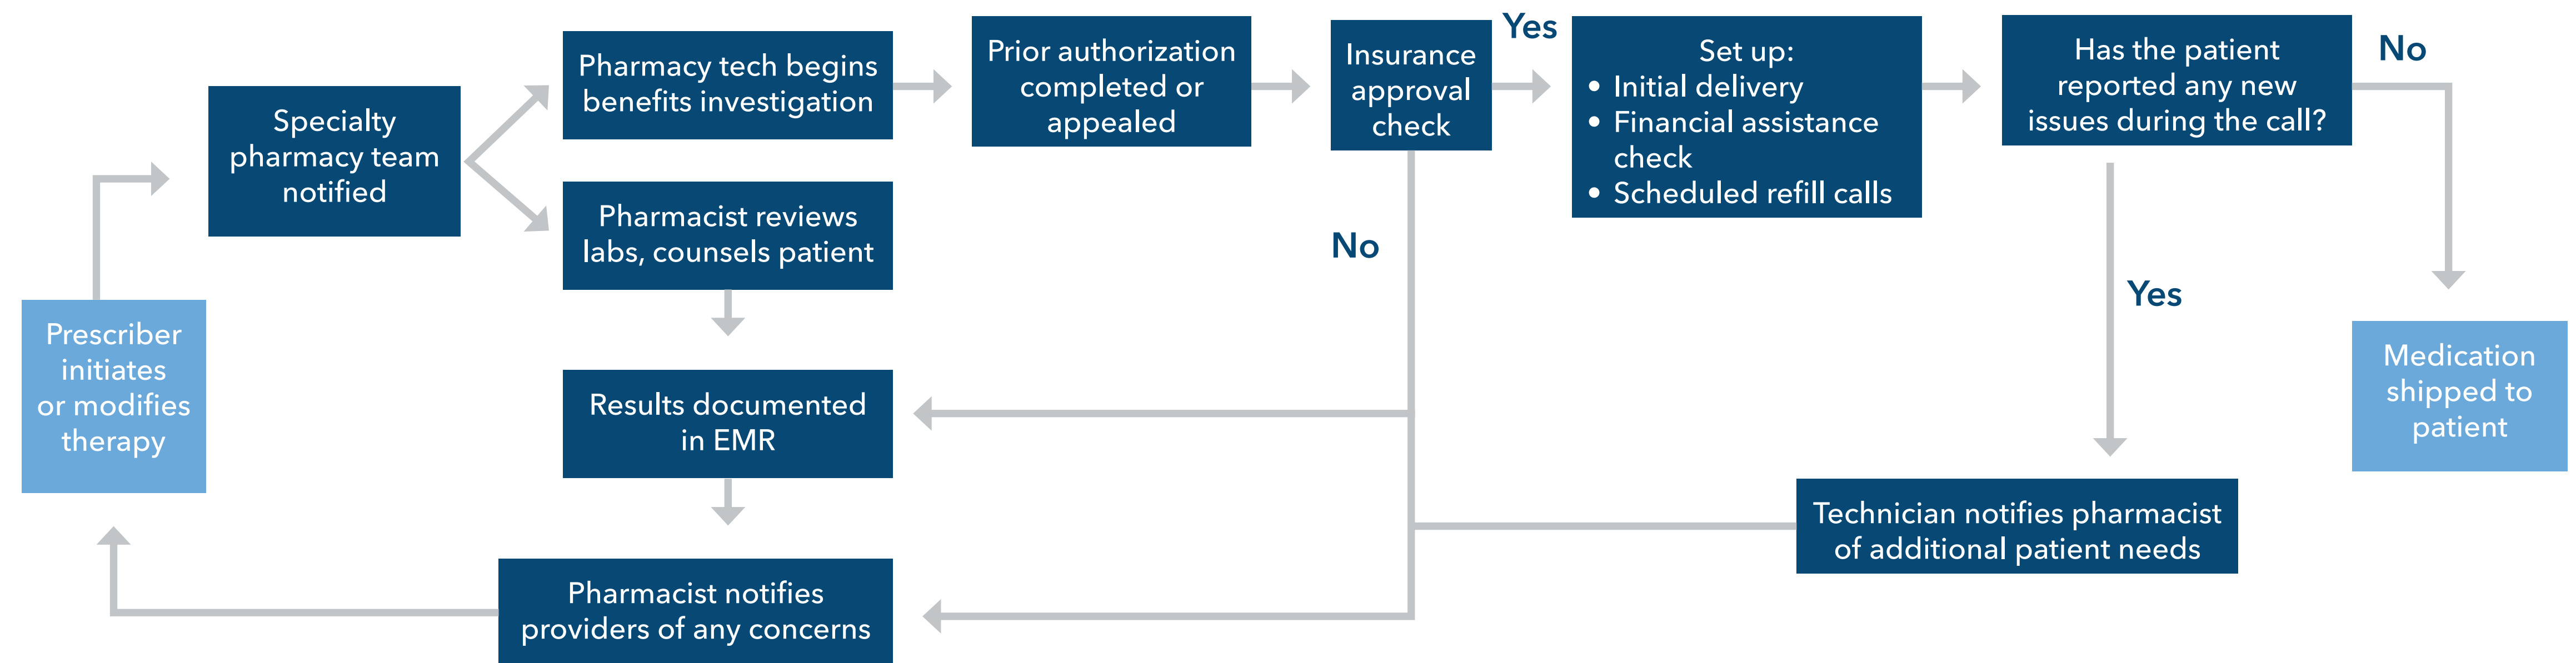 Prescriber
initiates
or modifies
therapy
Specialty
pharmacy team
notified
Pharmacy tech begins
benefits investigation
Pharmacist reviews
labs, counsels patient
Results documented
in EMR
Pharmacist notifies
providers of any concerns
Prior authorization
completed or
appealed
Insurance
approval
check
Yes
No
Set up:
• Initial delivery
• Financial assistance
check
• Scheduled refill calls
Has the patient
reported any new
issues during the call?
No
Yes
Technician notifies pharmacist
of additional patient needs
Medication
shipped to
patient